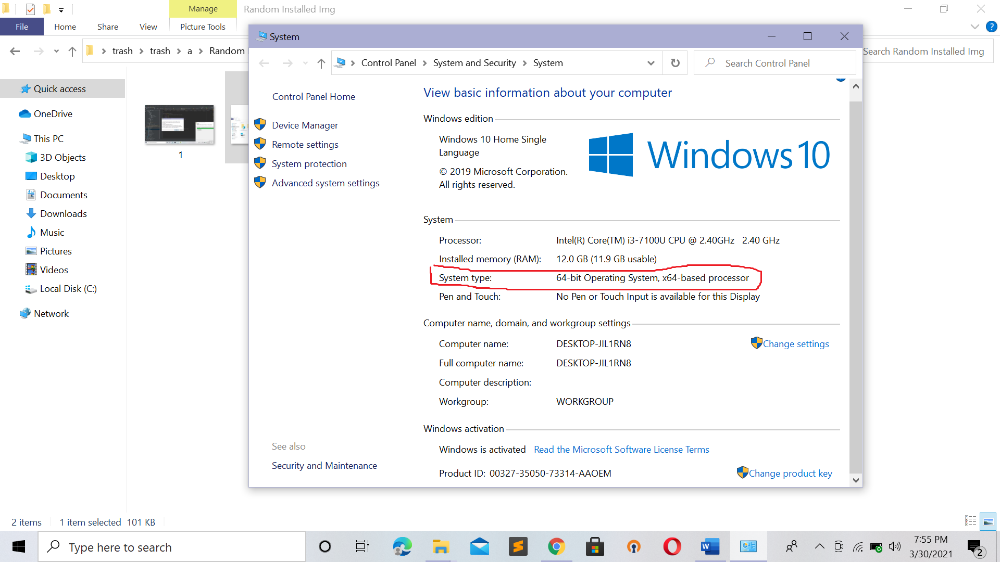 Manage
Random Installed Img
File
Home
Share
View
Picture Tools
trash
trash
a
Random
Search Random Installed Img
Quick access
OneDrive
This PC
3D Objects
Desktop
Documents
Downloads
Music
Pictures
Videos
Local Disk (C:)
Network
1
System
Control Panel
System and Security
System
Search Control Panel
Control Panel Home
Device Manager
Remote settings
System protection
Advanced system settings
See also
Security and Maintenance
View basic information about your computer
Windows edition
Windows 10 Home Single
Language
© 2019 Microsoft Corporation.
All rights reserved.
Windows 10
System
Processor: Intel(R) Core(TM) i3-7100U CPU @ 2.40GHz 2.40 GHz
Installed memory (RAM): 12.0 GB (11.9 GB usable)
System type: 64-bit Operating System, x64-based processor
Pen and Touch: No Pen or Touch Input is available for this Display
Computer name, domain, and workgroup settings
Computer name: DESKTOP-JIL1RN8
Change settings
Full computer name: DESKTOP-JIL1RN8
Computer description:
Workgroup: WORKGROUP
Windows activation
Windows is activated Read the Microsoft Software License Terms
Product ID: 00327-35050-73314-AAOEM
Change product key
2 items
1 item selected 101 KB
Type here to search
7:55 PM
3/30/2021
2